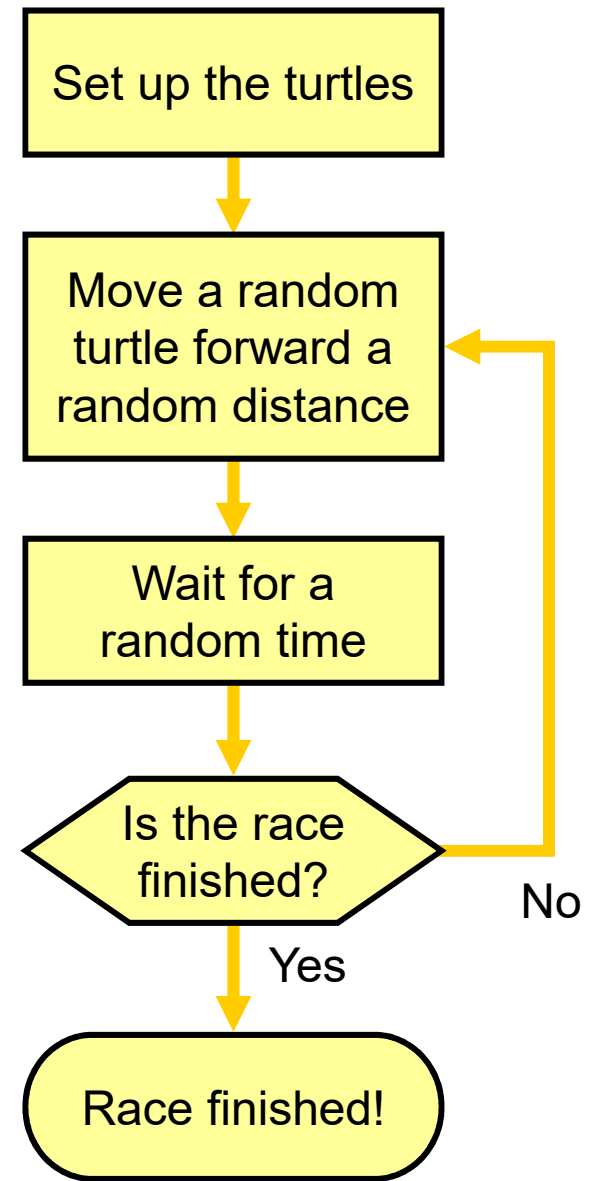 Set up the turtles
Move a random
turtle forward a
random distance
Wait for a
random time
Is the race
finished?
No
Yes
Race finished!